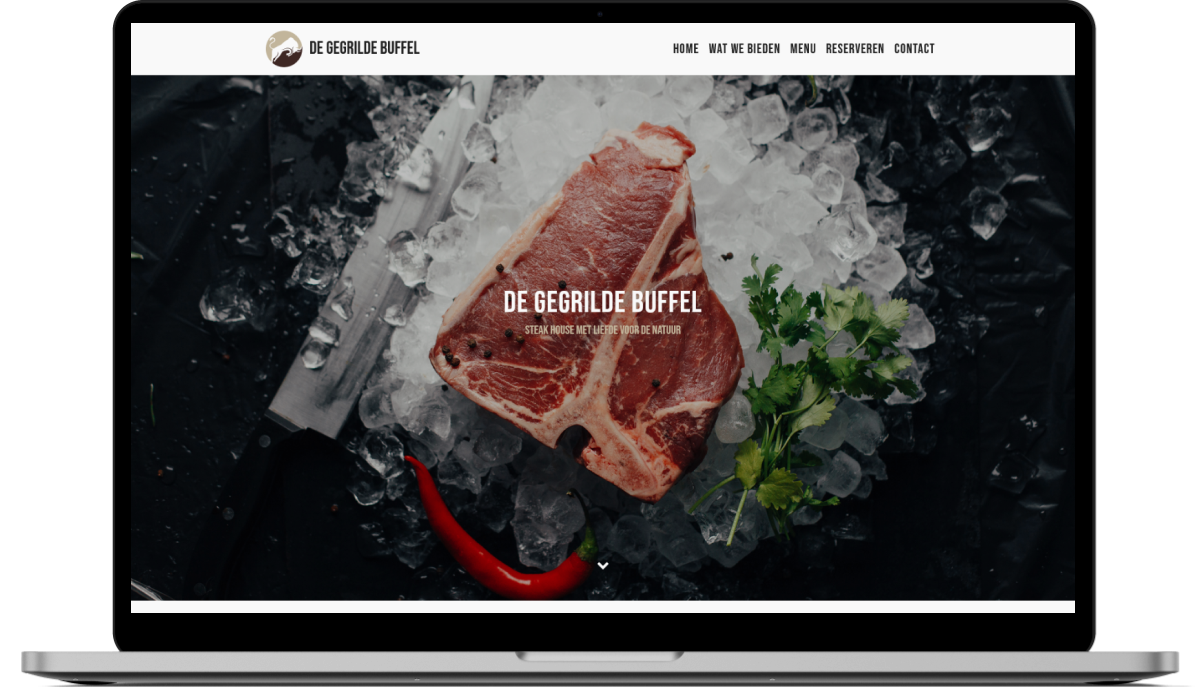 DE GEGRILDE BUFFEL
HOME WAT WE BIEDEN MENU RESERVEREN CONTACT
DE GEGRILDE BUFFEL
STEAK HOUSE MET LIEFDE VOOR DE NATUUR